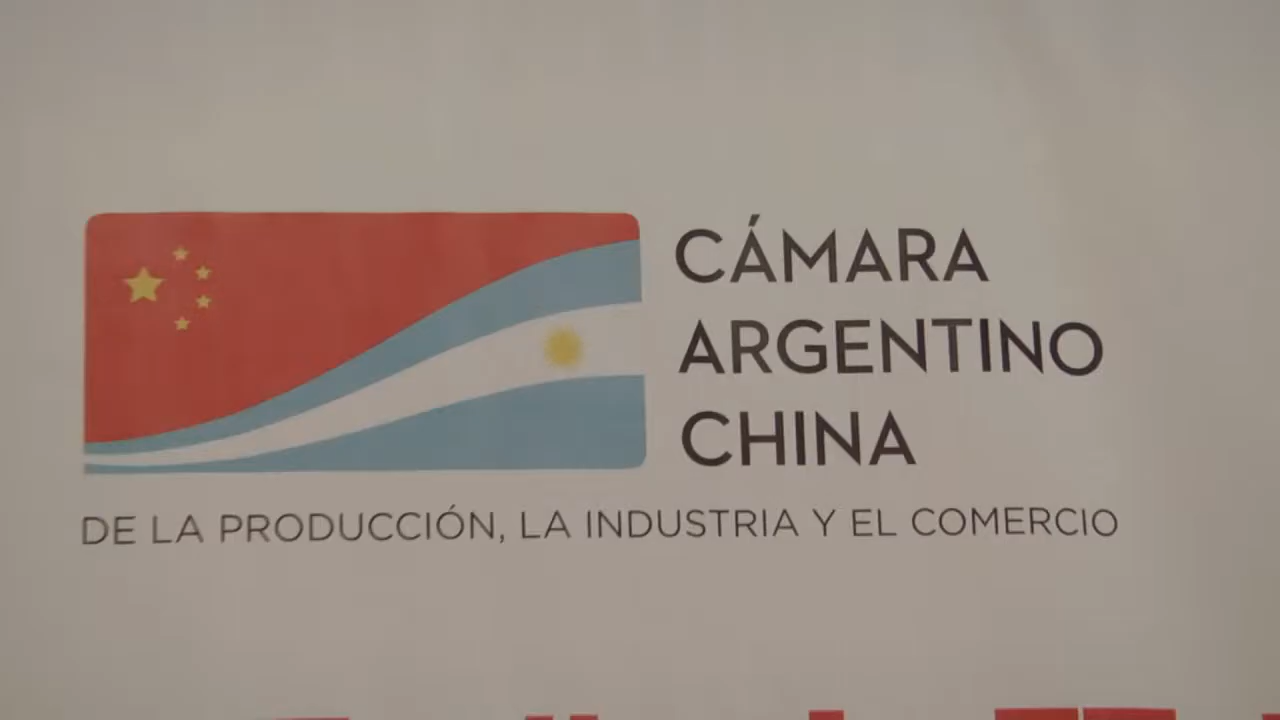 CÁMARA
ARGENTINO
CHINA
DE LA PRODUCCIÓN, LA INDUSTRIA Y EL COMERCIO